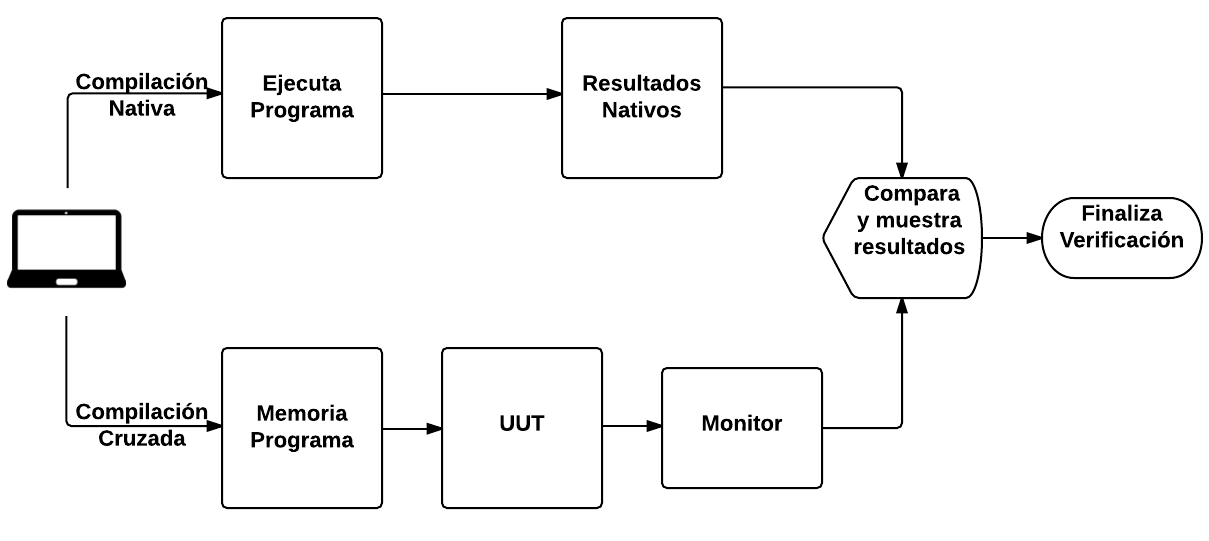 Compilación
Nativa
Ejecuta
Programa
Resultados
Nativos
Compara
y muestra
resultados
Finaliza
Verificación
Compilación
Cruzada
Memoria
Programa
UUT
Monitor